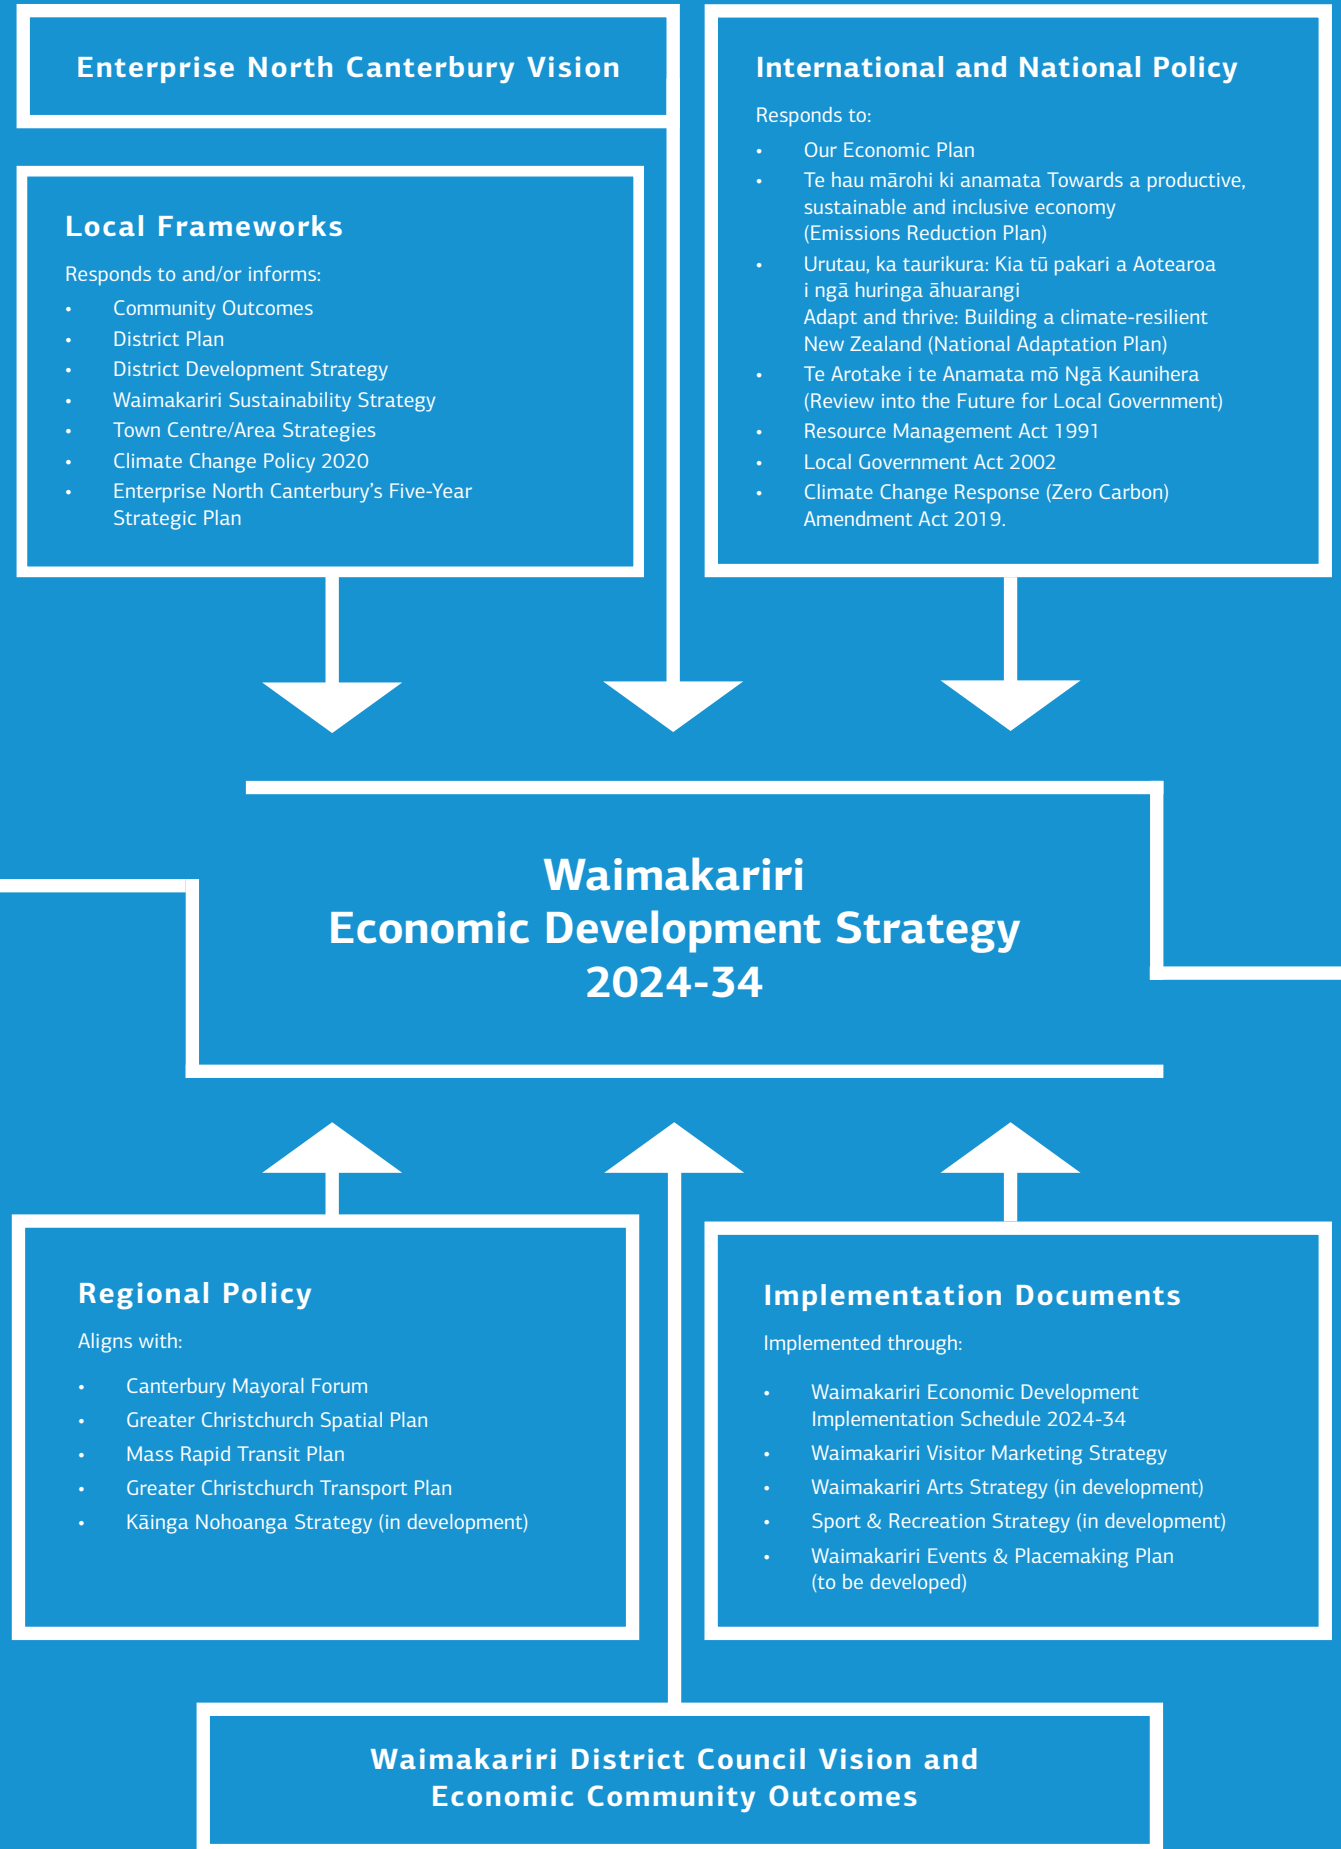 Enterprise North Canterbury Vision
Local Frameworks
Responds to and/or informs:
• Community Outcomes
• District Plan
• District Development Strategy
• Waimakariri Sustainability Strategy
• Town Centre/Area Strategies
• Climate Change Policy 2020
• Enterprise North Canterbury’s Five-Year
Strategic Plan
International and National Policy
Responds to:
• Our Economic Plan
• Te hau mārohi ki anamata Towards a productive,
sustainable and inclusive economy
(Emissions Reduction Plan)
• Urutau, ka taurikura: Kia tū pakari a Aotearoa
i ngā huringa āhuarangi
Adapt and thrive: Building a climate-resilient
New Zealand (National Adaptation Plan)
• Te Arotake i te Anamata mō Ngā Kaunihera
(Review into the Future for Local Government)
• Resource Management Act 1991
• Local Government Act 2002
• Climate Change Response (Zero Carbon)
Amendment Act 2019.
Waimakariri
Economic Development Strategy
2024-34
Regional Policy
Aligns with:
• Canterbury Mayoral Forum
• Greater Christchurch Spatial Plan
• Mass Rapid Transit Plan
• Greater Christchurch Transport Plan
• Kāinga Nohoanga Strategy (in development)
Implementation Documents
Implemented through:
• Waimakariri Economic Development
Implementation Schedule 2024-34
• Waimakariri Visitor Marketing Strategy
• Waimakariri Arts Strategy (in development)
• Sport & Recreation Strategy (in development)
• Waimakariri Events & Placemaking Plan
(to be developed)
Waimakariri District Council Vision and
Economic Community Outcomes